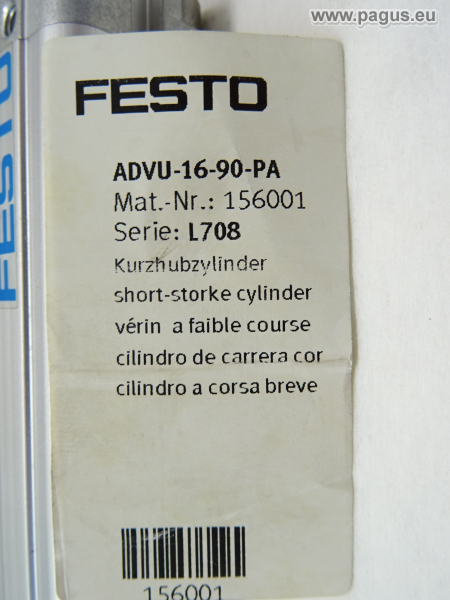 © www.pagus.eu
FESTO
FESTO
ADVU-16-90-PA
Mat.-Nr.: 156001
Serie: L708
Kurzhubzylinder
short-storke cylinder
vérin a faible course
cilindro de carrera cor
cilindro a corsa breve
156001